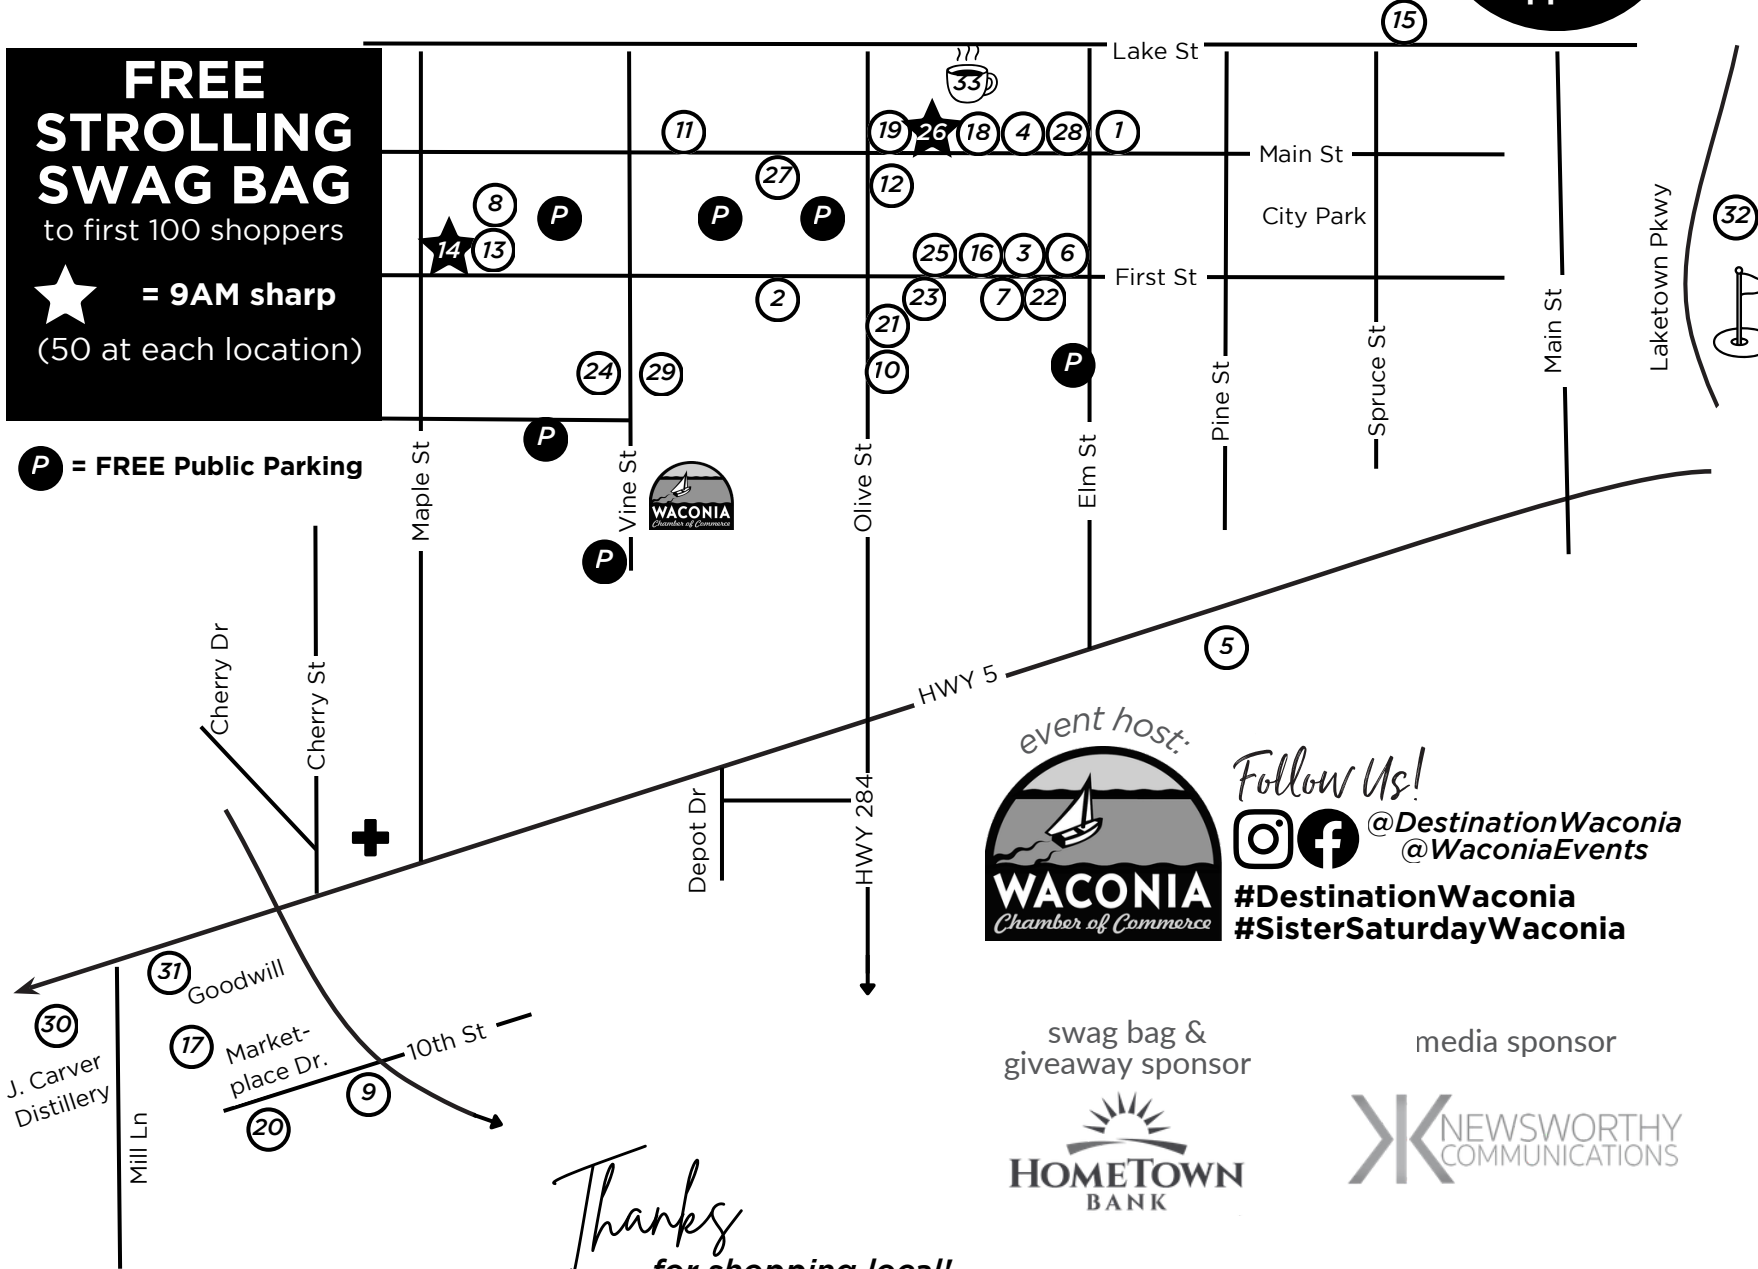 15
Lake St
FREE
STROLLING
SWAG BAG
to first 100 shoppers
= 9AM sharp
(50 at each location)
P = FREE Public Parking
33
11
19
26
18
4
28
1
Main St
27
12
8
P
P
P
City Park
32
Laketown Pkwy
14
13
25
16
3
6
First St
2
23
7
22
21
Main St
24
29
10
P
Pine St
Spruce St
P
Maple St
Vine St
WACONIA
Chamber of Commerce
Olive St
Elm St
P
Cherry Dr
Cherry St
5
HWY 5
event host:
WACONIA
Chamber of Commerce
Follow Us!
@DestinationWaconia
@WaconiaEvents
#DestinationWaconia
#SisterSaturdayWaconia
Depot Dr
HWY 284
31
Goodwill
30
J. Carver
Distillery
17
Market-
place Dr.
10th St
9
20
Mill Ln
swag bag &
giveaway sponsor
HOMETOWN
BANK
media sponsor
NEWSWORTHY
COMMUNICATIONS
Thanks
for shopping local!